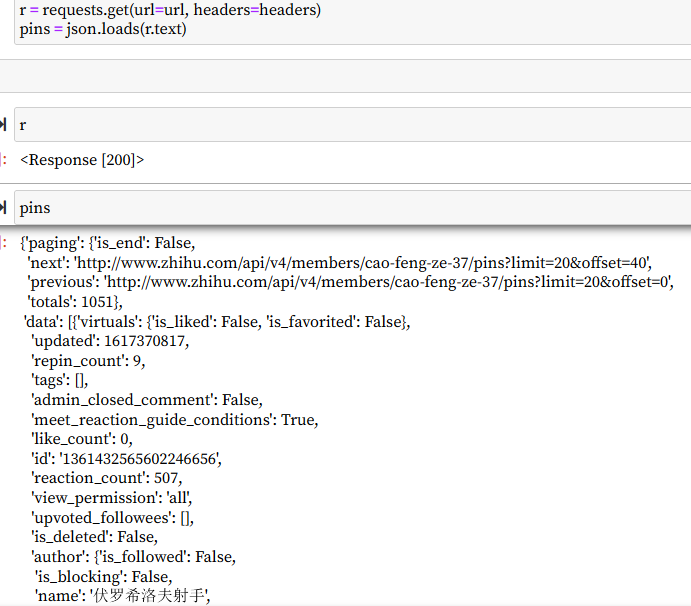 r = requests.get(url=url, headers=headers)
pins = json.loads(r.text)
r
]: <Response [200]>
pins
]: {'paging': {'is_end': False,
'next': 'http://www.zhihu.com/api/v4/members/cao-feng-ze-37/pins?limit=20&offset=40',
'previous': 'http://www.zhihu.com/api/v4/members/cao-feng-ze-37/pins?limit=20&offset=0',
'totals': 1051},
'data': [{'virtuals': {'is_liked': False, 'is_favorited': False},
'updated': 1617370817,
'repin_count': 9,
'tags': [],
'admin_closed_comment': False,
'meet_reaction_guide_conditions': True,
'like_count': 0,
'id': '1361432565602246656',
'reaction_count': 507,
'view_permission': 'all',
'upvoted_followees': [],
'is_deleted': False,
'author': {'is_followed': False,
'is_blocking': False,
'name': '伏罗希洛夫射手',